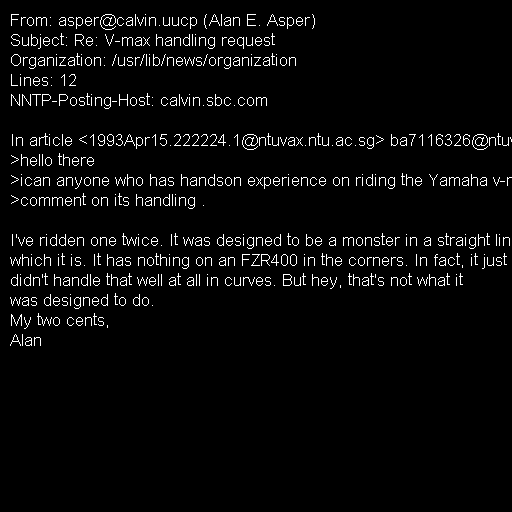 From: asper@calvin.uucp (Alan E. Asper)
Subject: Re: V-max handling request
Organization: /usr/lib/news/organization
Lines: 12
NNTP-Posting-Host: calvin.sbc.com

In article <1993Apr15.222224.1@ntuvax.ntu.ac.sg> ba7116326@ntuv
>hello there
>ican anyone who has handson experience on riding the Yamaha v-
>comment on its handling .

I've ridden one twice. It was designed to be a monster in a straight lin
which it is. It has nothing on an FZR400 in the corners. In fact, it just
didn't handle that well at all in curves. But hey, that's not what it
was designed to do.
My two cents,
Alan